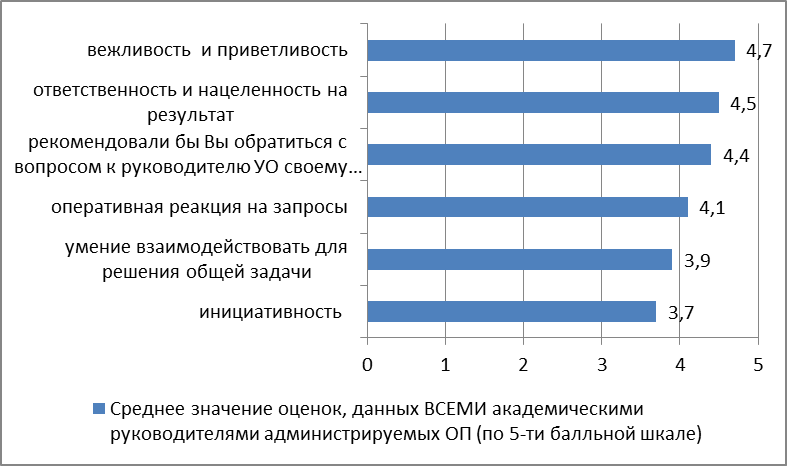 вежливость и приветливость
4,7
ответственность и нацеленность на
результат
4,5
рекомендовали бы Вы обратиться с
вопросом к руководителю УО своему...
4,4
оперативная реакция на запросы
4,1
умение взаимодействовать для
решения общей задачи
3,9
инициативность
3,7
0 1 2 3 4 5
Среднее значение оценок, данных ВСЕМИ академическими
руководителями администрируемых ОП (по 5-ти балльной шкале)